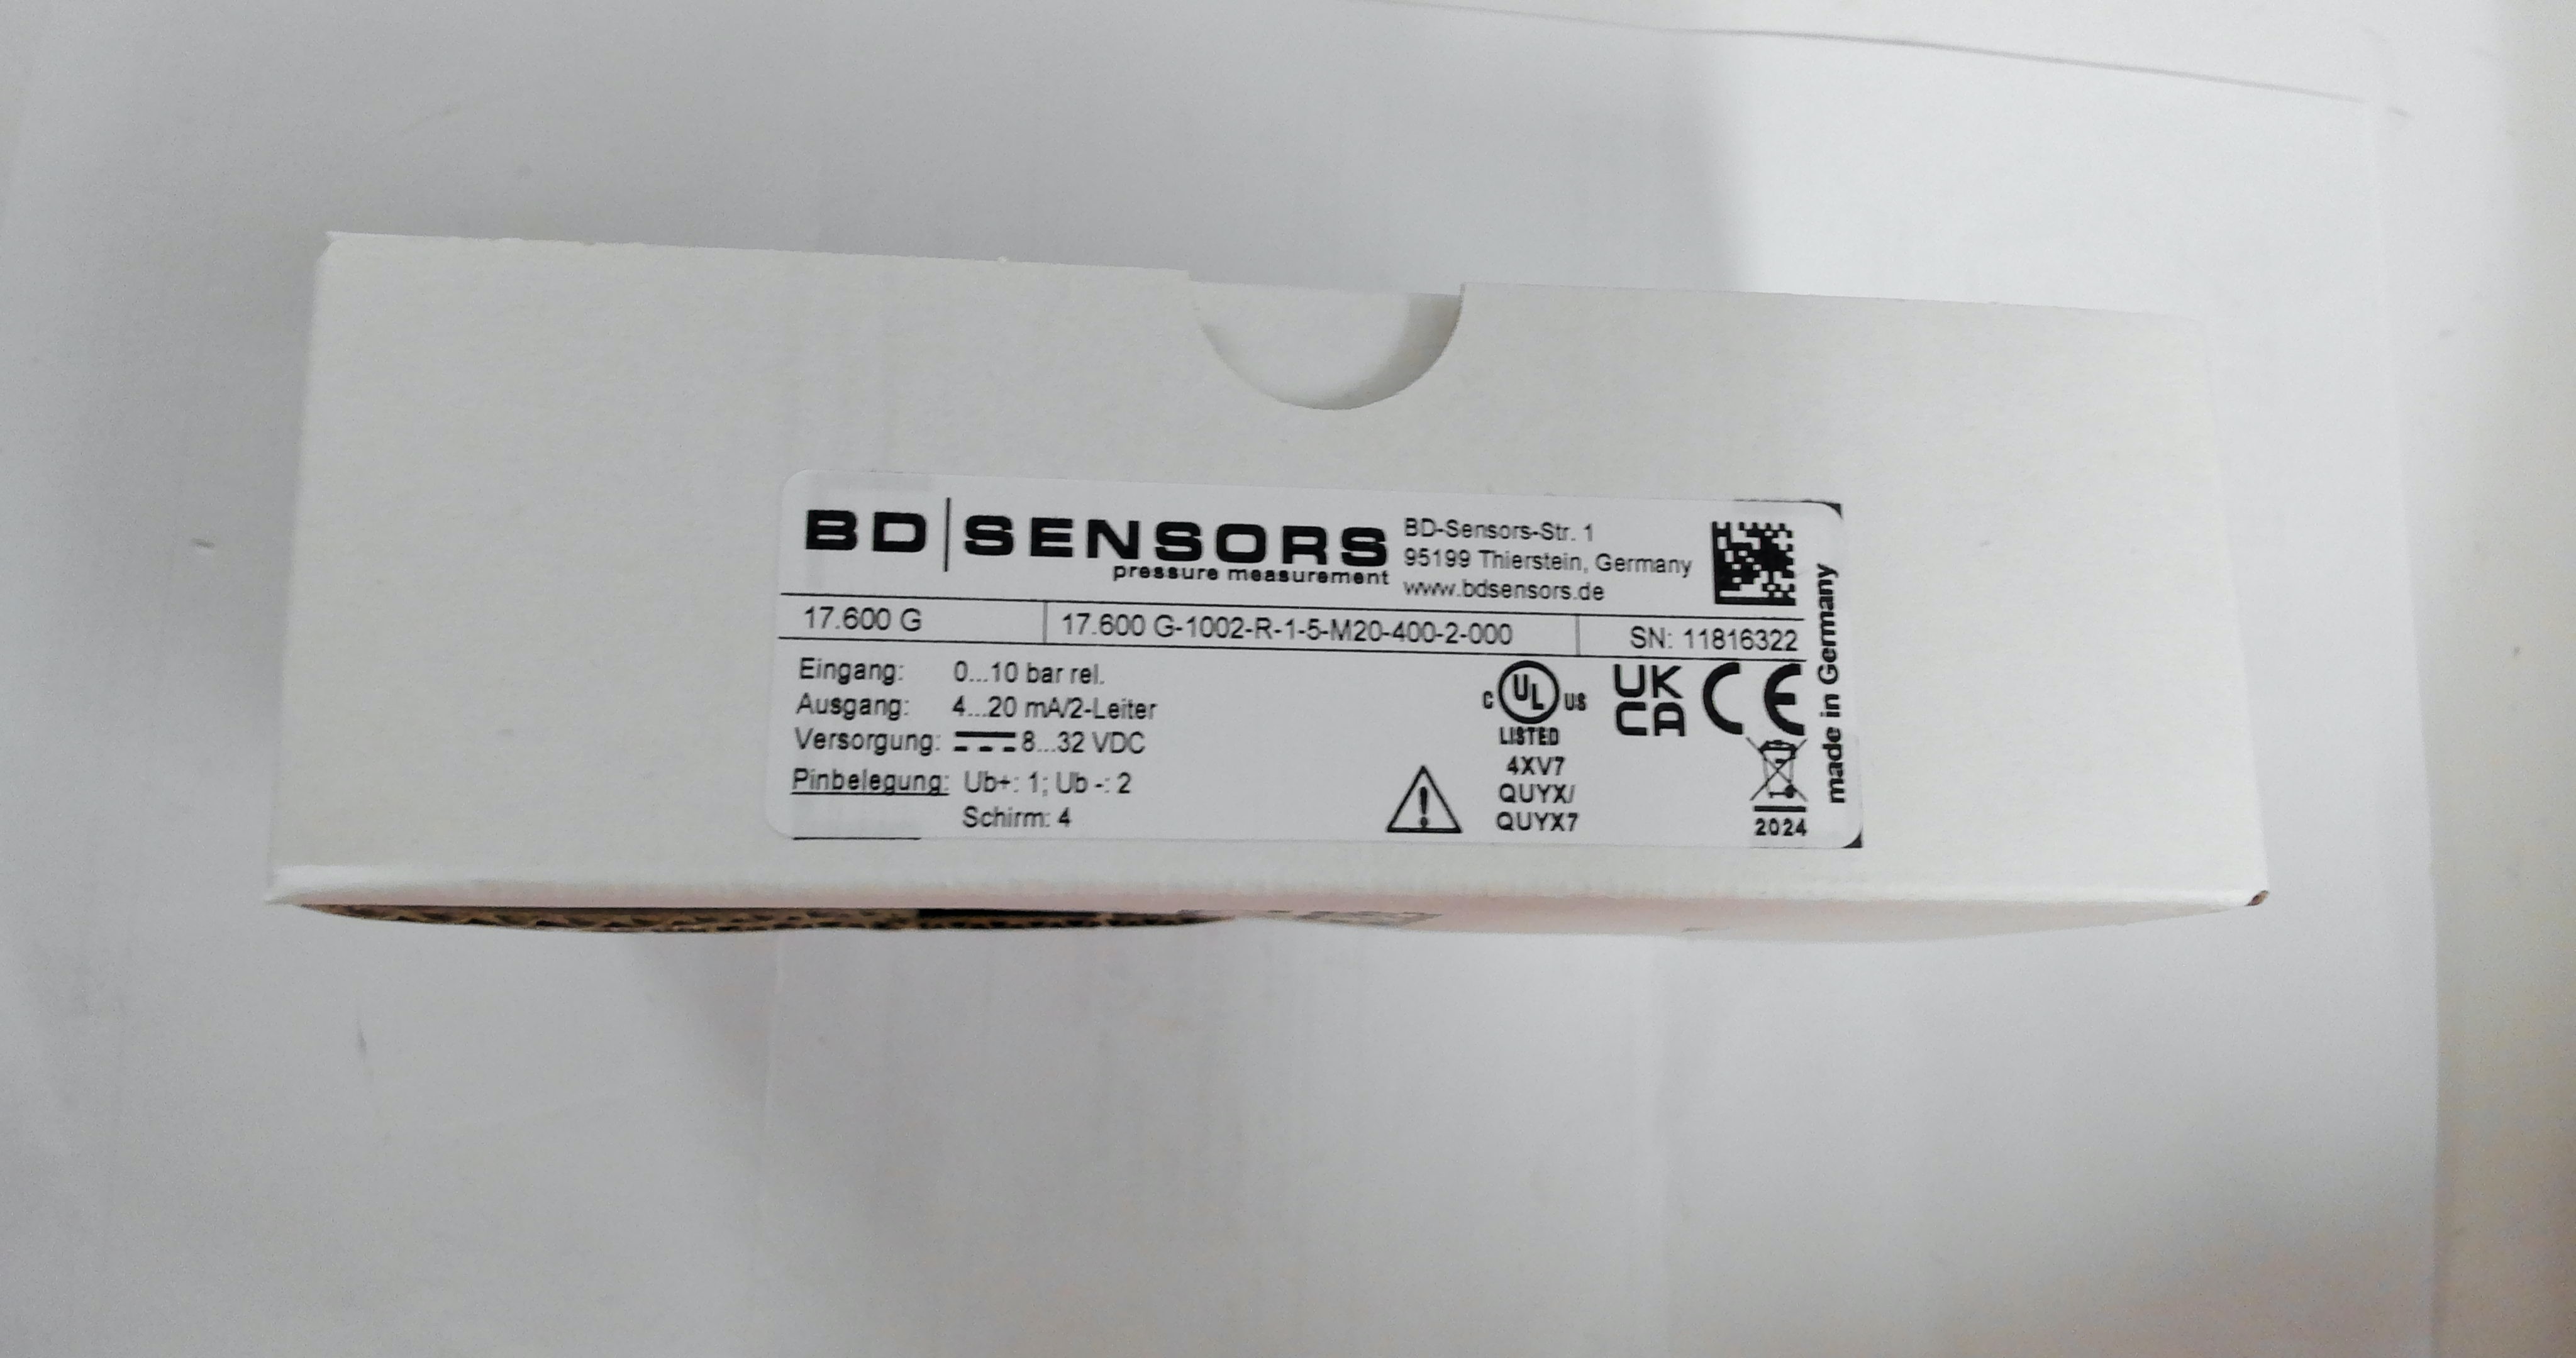 BD SENSORS
pressure measurement
BD-Sensors-Str. 1
95199 Thierstein, Germany
www.bdsensors.de
17.600 G
17.600 G-1002-R-1-5-M20-400-2-000
SN: 11816322
Eingang: 0...10 bar rel.
Ausgang: 4...20 mA/2-Leiter
Versorgung: 8...32 VDC
Pinbelegung: Ub+: 1; Ub -: 2
Schirm: 4
C UL US
LISTED
4XV7
QUYX/
QUYX7
UK
CA
CE
2024
made in Germany